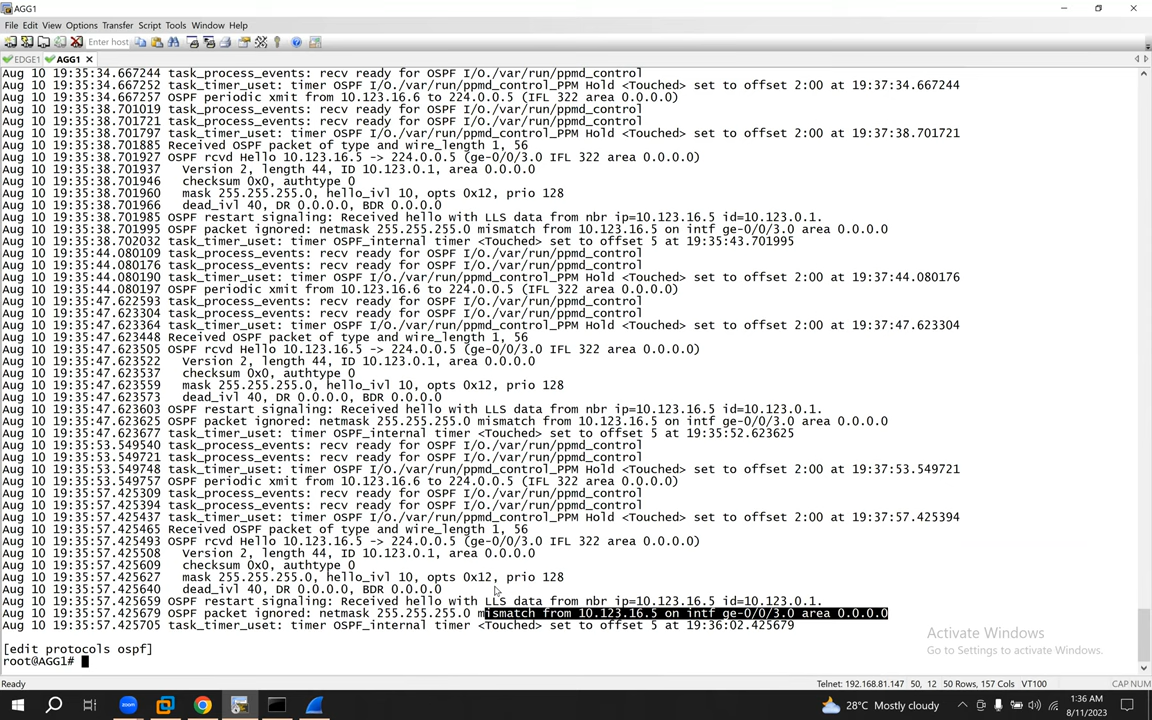 AGG1
File Edit View Options Transfer Script Tools Window Help
Enter host
EDGE1 AGG1
Aug 10 19:35:34.667244 task_process_events: recv ready for OSPF I/O./var/run/ppmd_control
Aug 10 19:35:34.667252 task_timer_uset: timer OSPF I/O./var/run/ppmd_control_PPM Hold <Touched> set to offset 2:00 at 19:37:34.667244
Aug 10 19:35:34.667257 OSPF periodic xmit from 10.123.16.6 to 224.0.0.5 (IFL 322 area 0.0.0.0)
Aug 10 19:35:38.701019 task_process_events: recv ready for OSPF I/O./var/run/ppmd_control
Aug 10 19:35:38.701721 task_process_events: recv ready for OSPF I/O./var/run/ppmd_control
Aug 10 19:35:38.701797 task_timer_uset: timer OSPF I/O./var/run/ppmd_control_PPM Hold <Touched> set to offset 2:00 at 19:37:38.701721
Aug 10 19:35:38.701885 Received OSPF packet of type and wire_length 1, 56
Aug 10 19:35:38.701927 OSPF rcvd Hello 10.123.16.5 -> 224.0.0.5 (ge-0/0/3.0 IFL 322 area 0.0.0.0)
Aug 10 19:35:38.701937   Version 2, length 44, ID 10.123.0.1, area 0.0.0.0
Aug 10 19:35:38.701946   checksum 0x0, authtype 0
Aug 10 19:35:38.701960   mask 255.255.255.0, hello_ivl 10, opts 0x12, prio 128
Aug 10 19:35:38.701966   dead_ivl 40, DR 0.0.0.0, BDR 0.0.0.0
Aug 10 19:35:38.701985 OSPF restart signaling: Received hello with LLS data from nbr ip=10.123.16.5 id=10.123.0.1.
Aug 10 19:35:38.701995 OSPF packet ignored: netmask 255.255.255.0 mismatch from 10.123.16.5 on intf ge-0/0/3.0 area 0.0.0.0
Aug 10 19:35:38.702032 task_timer_uset: timer OSPF_internal timer <Touched> set to offset 5 at 19:35:43.701995
Aug 10 19:35:44.080109 task_process_events: recv ready for OSPF I/O./var/run/ppmd_control
Aug 10 19:35:44.080176 task_process_events: recv ready for OSPF I/O./var/run/ppmd_control
Aug 10 19:35:44.080190 task_timer_uset: timer OSPF I/O./var/run/ppmd_control_PPM Hold <Touched> set to offset 2:00 at 19:37:44.080176
Aug 10 19:35:44.080197 OSPF periodic xmit from 10.123.16.6 to 224.0.0.5 (IFL 322 area 0.0.0.0)
Aug 10 19:35:47.622593 task_process_events: recv ready for OSPF I/O./var/run/ppmd_control
Aug 10 19:35:47.623304 task_process_events: recv ready for OSPF I/O./var/run/ppmd_control
Aug 10 19:35:47.623364 task_timer_uset: timer OSPF I/O./var/run/ppmd_control_PPM Hold <Touched> set to offset 2:00 at 19:37:47.623304
Aug 10 19:35:47.623448 Received OSPF packet of type and wire_length 1, 56
Aug 10 19:35:47.623505 OSPF rcvd Hello 10.123.16.5 -> 224.0.0.5 (ge-0/0/3.0 IFL 322 area 0.0.0.0)
Aug 10 19:35:47.623522   Version 2, length 44, ID 10.123.0.1, area 0.0.0.0
Aug 10 19:35:47.623537   checksum 0x0, authtype 0
Aug 10 19:35:47.623559   mask 255.255.255.0, hello_ivl 10, opts 0x12, prio 128
Aug 10 19:35:47.623573   dead_ivl 40, DR 0.0.0.0, BDR 0.0.0.0
Aug 10 19:35:47.623603 OSPF restart signaling: Received hello with LLS data from nbr ip=10.123.16.5 id=10.123.0.1.
Aug 10 19:35:47.623625 OSPF packet ignored: netmask 255.255.255.0 mismatch from 10.123.16.5 on intf ge-0/0/3.0 area 0.0.0.0
Aug 10 19:35:47.623677 task_timer_uset: timer OSPF_internal timer <Touched> set to offset 5 at 19:35:52.623625
Aug 10 19:35:53.549540 task_process_events: recv ready for OSPF I/O./var/run/ppmd_control
Aug 10 19:35:53.549721 task_process_events: recv ready for OSPF I/O./var/run/ppmd_control
Aug 10 19:35:53.549748 task_timer_uset: timer OSPF I/O./var/run/ppmd_control_PPM Hold <Touched> set to offset 2:00 at 19:37:53.549721
Aug 10 19:35:53.549757 OSPF periodic xmit from 10.123.16.6 to 224.0.0.5 (IFL 322 area 0.0.0.0)
Aug 10 19:35:57.425309 task_process_events: recv ready for OSPF I/O./var/run/ppmd_control
Aug 10 19:35:57.425394 task_process_events: recv ready for OSPF I/O./var/run/ppmd_control
Aug 10 19:35:57.425437 task_timer_uset: timer OSPF I/O./var/run/ppmd_control_PPM Hold <Touched> set to offset 2:00 at 19:37:57.425394
Aug 10 19:35:57.425465 Received OSPF packet of type and wire_length 1, 56
Aug 10 19:35:57.425493 OSPF rcvd Hello 10.123.16.5 -> 224.0.0.5 (ge-0/0/3.0 IFL 322 area 0.0.0.0)
Aug 10 19:35:57.425508   Version 2, length 44, ID 10.123.0.1, area 0.0.0.0
Aug 10 19:35:57.425609   checksum 0x0, authtype 0
Aug 10 19:35:57.425627   mask 255.255.255.0, hello_ivl 10, opts 0x12, prio 128
Aug 10 19:35:57.425640   dead_ivl 40, DR 0.0.0.0, BDR 0.0.0.0
Aug 10 19:35:57.425659 OSPF restart signaling: Received hello with LLS data from nbr ip=10.123.16.5 id=10.123.0.1.
Aug 10 19:35:57.425679 OSPF packet ignored: netmask 255.255.255.0 mismatch from 10.123.16.5 on intf ge-0/0/3.0 area 0.0.0.0
Aug 10 19:35:57.425705 task_timer_uset: timer OSPF_internal timer <Touched> set to offset 5 at 19:36:02.425679
[edit protocols ospf]
root@AGG1#
Activate Windows
Go to Settings to activate Windows.
Ready
Telnet: 192.168.81.147 50, 12 50 Rows, 157 Cols VT100 CAP NUM
28°C Mostly cloudy
1:36 AM
8/11/2023